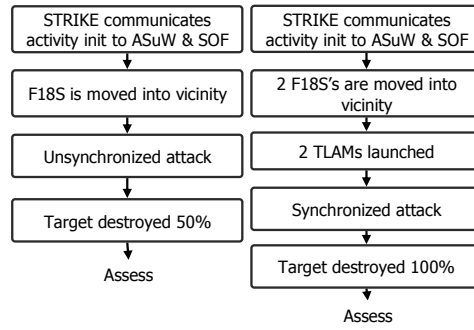 STRIKE communicates
activity init to ASuW & SOF
F18S is moved into vicinity
Unsynchronized attack
Target destroyed 50%
Assess
STRIKE communicates
activity init to ASuW & SOF
2 F18S’s are moved into
vicinity
2 TLAMs launched
Synchronized attack
Target destroyed 100%
Assess